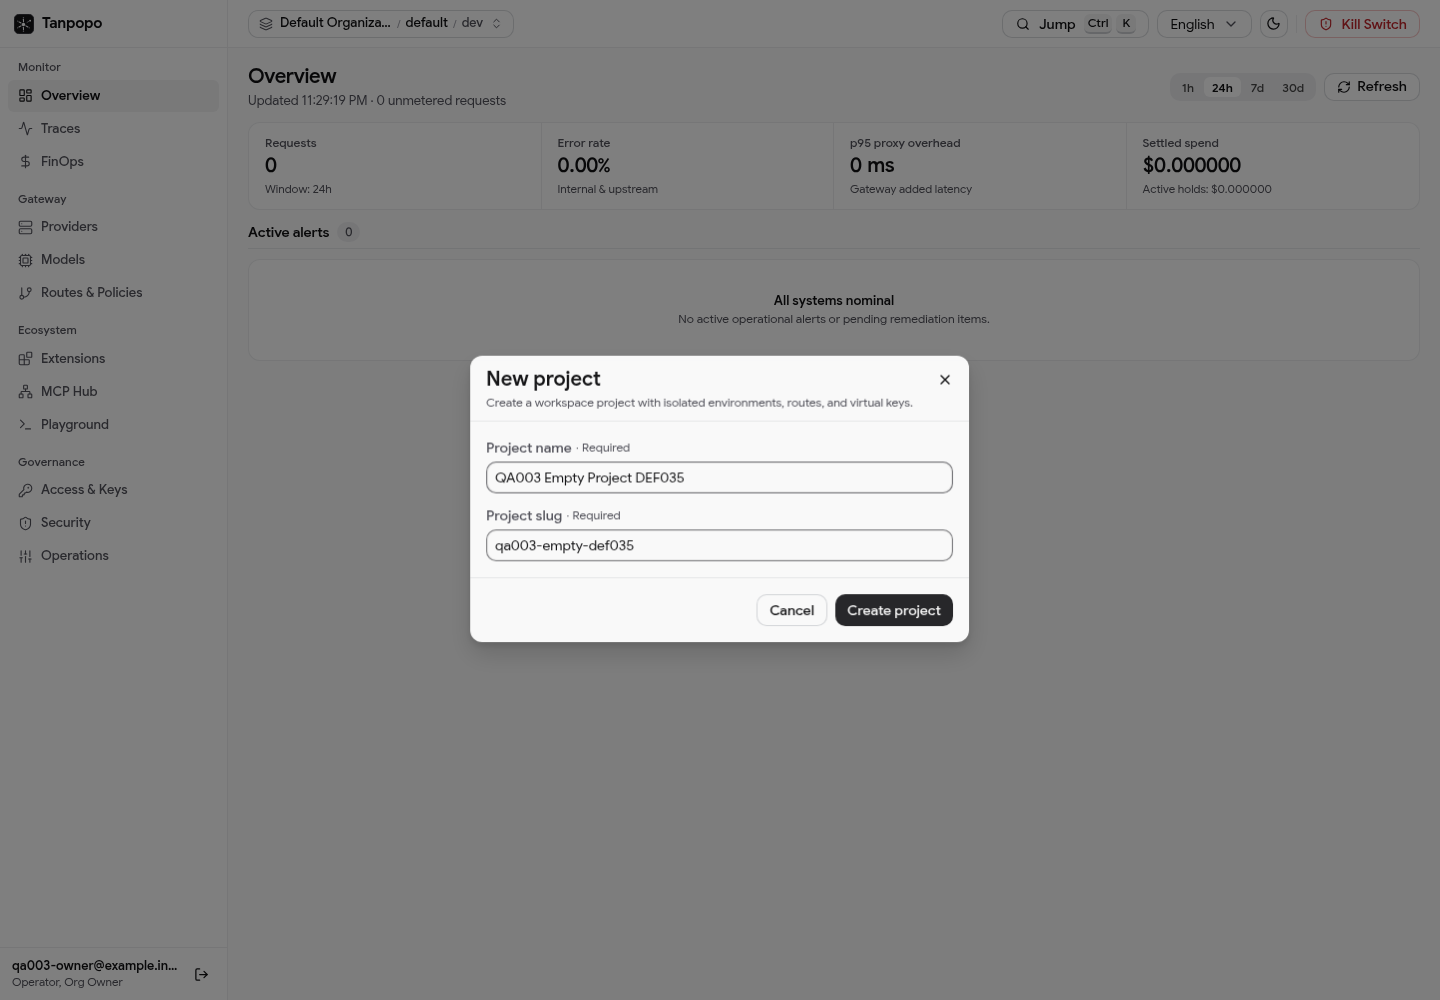 Tanpopo
Default Organiza... / default / dev
Jump Ctrl K
English
Kill Switch
Monitor
Overview
Traces
FinOps
Gateway
Providers
Models
Routes & Policies
Ecosystem
Extensions
MCP Hub
Playground
Governance
Access & Keys
Security
Operations
qa003-owner@example.in...
Operator, Org Owner
Overview
Updated 11:29:19 PM · 0 unmetered requests
1h 24h 7d 30d
Refresh
Requests
0
Window: 24h
Error rate
0.00%
Internal & upstream
p95 proxy overhead
0 ms
Gateway added latency
Settled spend
$0.000000
Active holds: $0.000000
Active alerts 0
All systems nominal
No active operational alerts or pending remediation items.
New project
Create a workspace project with isolated environments, routes, and virtual keys.
Project name · Required
QA003 Empty Project DEF035
Project slug · Required
qa003-empty-def035
Cancel
Create project